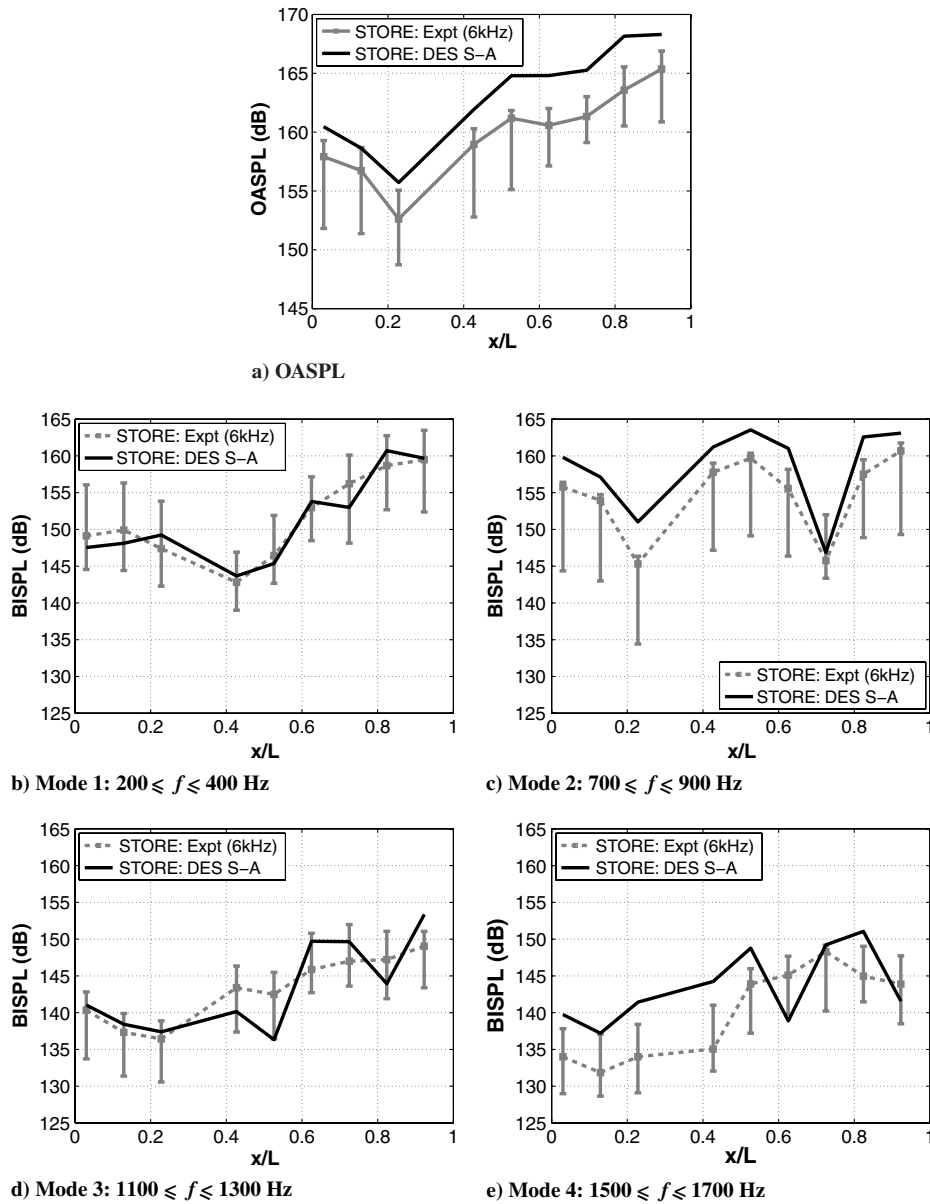 170
165
160
155
150
145
OASPL (dB)
STORE: Expt (6kHz)
STORE: DES S−A
0 0.2 0.4 0.6 0.8 1
x/L
a) OASPL
165
160
155
150
145
140
135
130
125
BISPL (dB)
STORE: Expt (6kHz)
STORE: DES S−A
0 0.2 0.4 0.6 0.8 1
x/L
b) Mode 1: 200 ⩽ f ⩽ 400 Hz
165
160
155
150
145
140
135
130
125
BISPL (dB)
STORE: Expt (6kHz)
STORE: DES S−A
0 0.2 0.4 0.6 0.8 1
x/L
c) Mode 2: 700 ⩽ f ⩽ 900 Hz
165
160
155
150
145
140
135
130
125
BISPL (dB)
STORE: Expt (6kHz)
STORE: DES S−A
0 0.2 0.4 0.6 0.8 1
x/L
d) Mode 3: 1100 ⩽ f ⩽ 1300 Hz
165
160
155
150
145
140
135
130
125
BISPL (dB)
STORE: Expt (6kHz)
STORE: DES S−A
0 0.2 0.4 0.6 0.8 1
x/L
e) Mode 4: 1500 ⩽ f ⩽ 1700 Hz